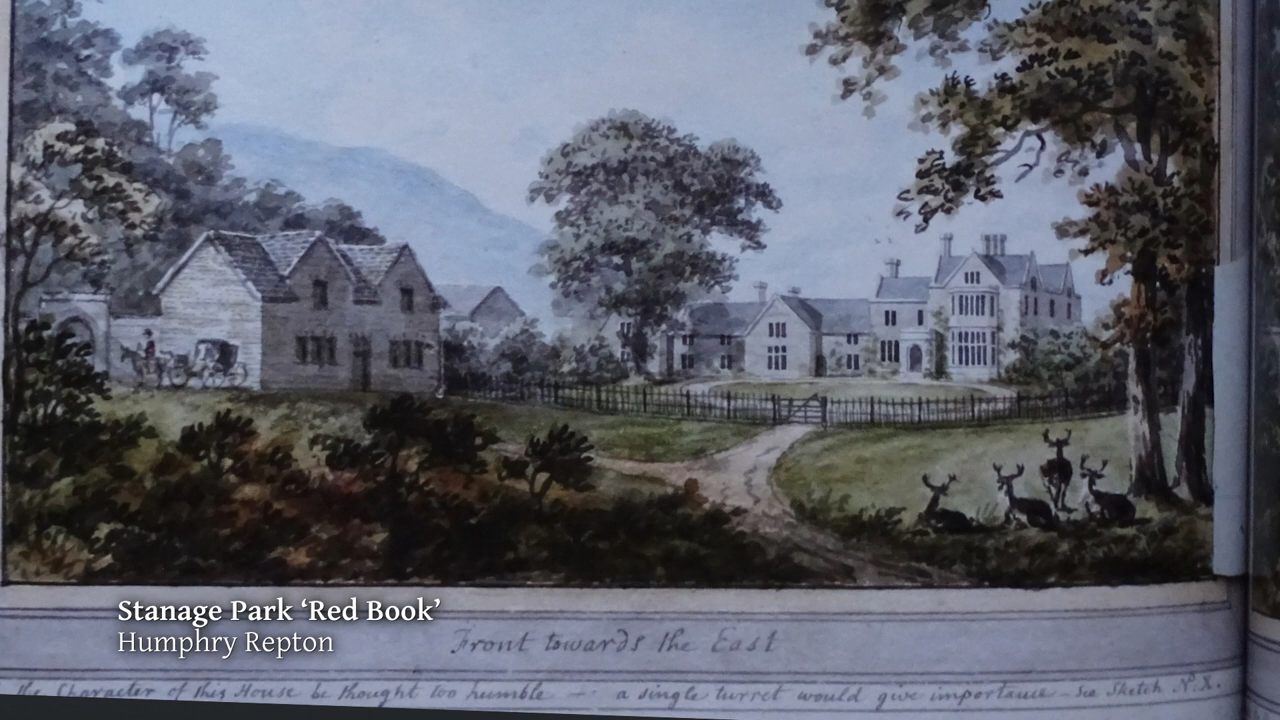 Stanage Park ‘Red Book’
Humphry Repton
Front towards the East
the Character of this House be thought too humble — a single turret would give importance – See Sketch N. X.